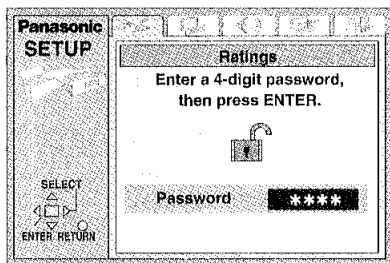 Panasonic
SETUP
Ratings
Enter a 4-digit password,
then press ENTER.
Password ****
SELECT
ENTER RETURN